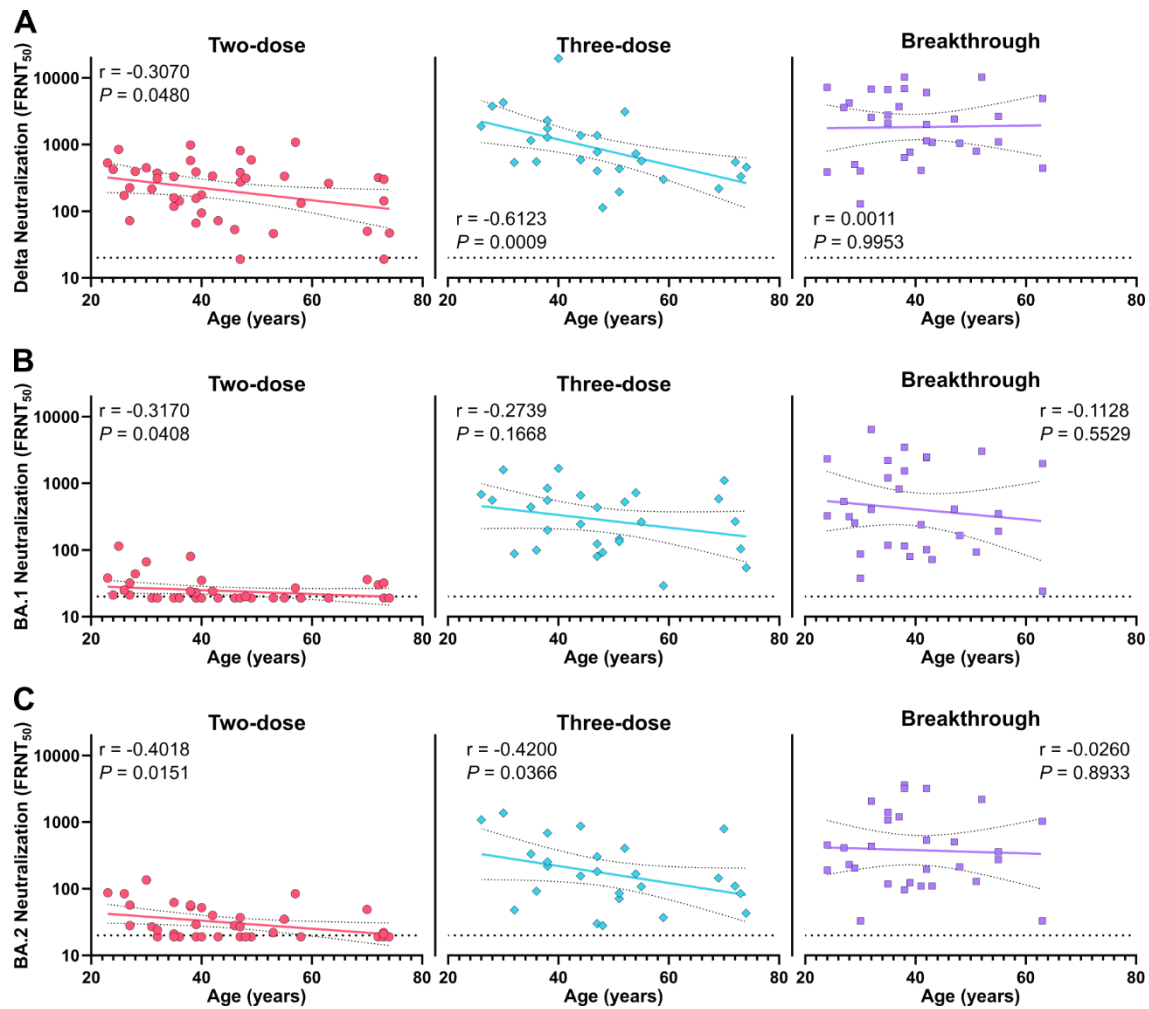 A
Two-dose
Three-dose
Breakthrough
Delta Neutralization (FRNT50)
10000
1000
100
10
r = -0.3070
P = 0.0480
r = -0.6123
P = 0.0009
r = 0.0011
P = 0.9953
20 40 60 80
20 40 60 80
20 40 60 80
Age (years)
Age (years)
Age (years)
B
Two-dose
Three-dose
Breakthrough
BA.1 Neutralization (FRNT50)
10000
1000
100
10
r = -0.3170
P = 0.0408
r = -0.2739
P = 0.1668
r = -0.1128
P = 0.5529
20 40 60 80
20 40 60 80
20 40 60 80
Age (years)
Age (years)
Age (years)
C
Two-dose
Three-dose
Breakthrough
BA.2 Neutralization (FRNT50)
10000
1000
100
10
r = -0.4018
P = 0.0151
r = -0.4200
P = 0.0366
r = -0.0260
P = 0.8933
20 40 60 80
20 40 60 80
20 40 60 80
Age (years)
Age (years)
Age (years)